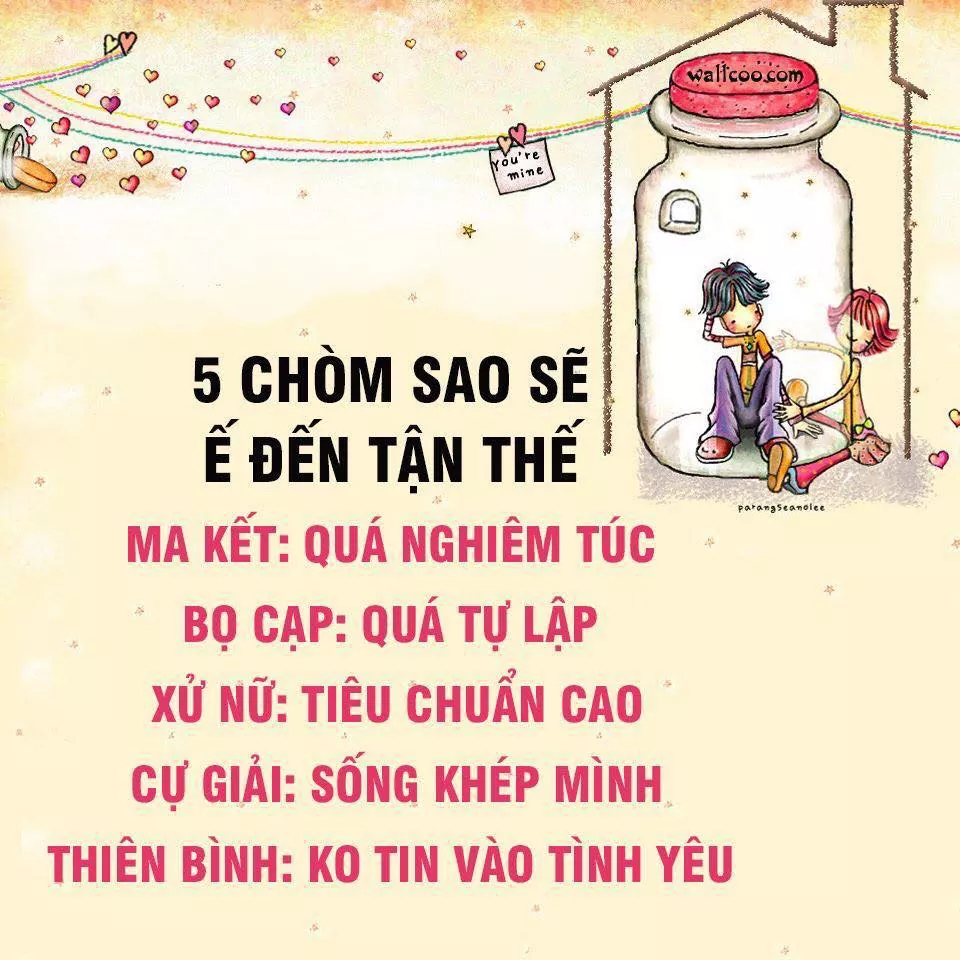 wallcoo.com
You're
mine
5 CHÒM SAO SẼ
Ế ĐẾN TẬN THẾ
parangseanolee
MA KẾT: QUÁ NGHIÊM TÚC
BỌ CẠP: QUÁ TỰ LẬP
XỬ NỮ: TIÊU CHUẨN CAO
CỰ GIẢI: SỐNG KHÉP MÌNH
THIÊN BÌNH: KO TIN VÀO TÌNH YÊU